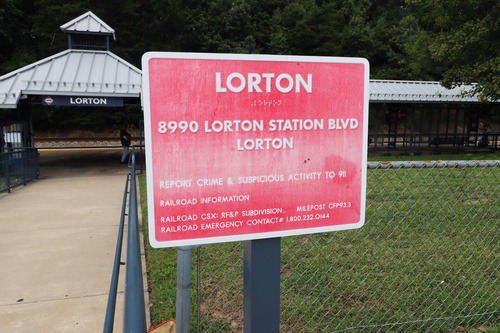 LORTON
LORTON
8990 LORTON STATION BLVD
LORTON
REPORT CRIME & SUSPICIOUS ACTIVITY TO 911
RAILROAD INFORMATION
RAILROAD CSX: RF&P SUBDIVISION MILEPOST CFP93.3
RAILROAD EMERGENCY CONTACT# 1.800.232.0144